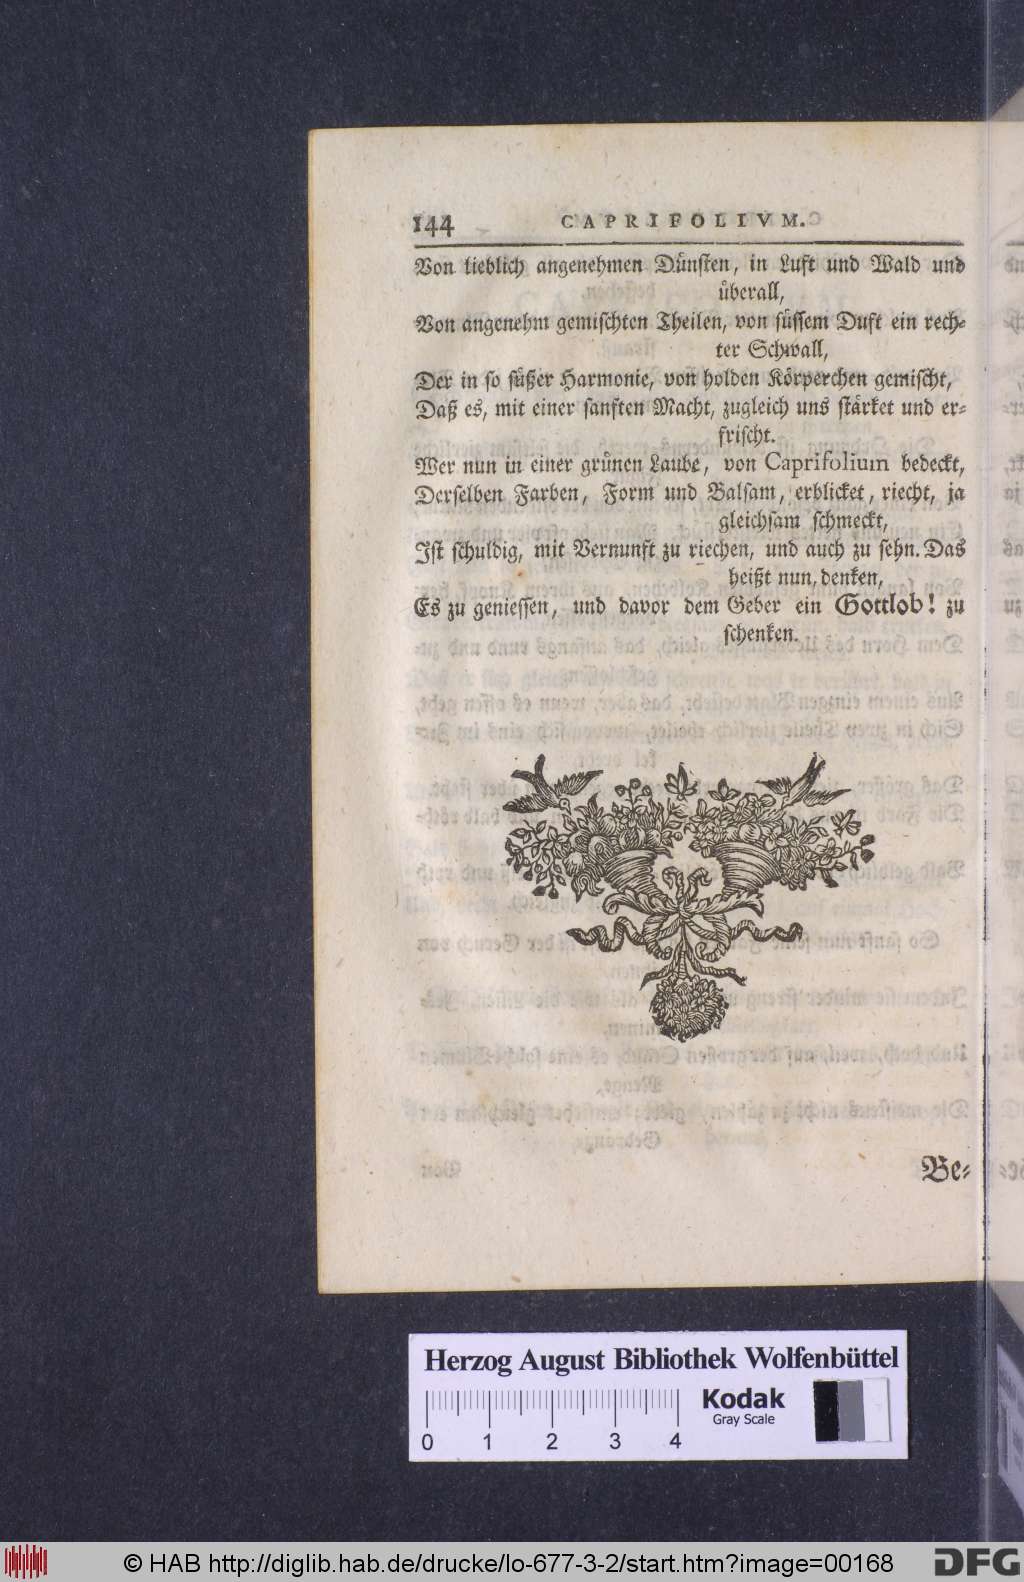 144 CAPRIFOLIVM.
Von lieblich angenehmen Dünsten, in Luft und Wald und
überall,
Von angenehm gemischten Theilen, von süssem Duft ein rech-
ter Schwall,
Der in so süßer Harmonie, von holden Körperchen gemischt,
Daß es, mit einer sanften Macht, zugleich uns stärket und er-
frischt.
Wer nun in einer grünen Laube, von Caprifolium bedeckt,
Derselben Farben, Form und Balsam, erblicket, riecht, ja
gleichsam schmeckt,
Ist schuldig, mit Vernunft zu riechen, und auch zu sehn. Das
heißt nun, denken,
Es zu geniessen, und davor dem Geber ein Gottlob! zu
schenken.
Be-
Herzog August Bibliothek Wolfenbüttel
Kodak
Gray Scale
0 1 2 3 4
© HAB http://diglib.hab.de/drucke/lo-677-3-2/start.htm?image=00168
DFG